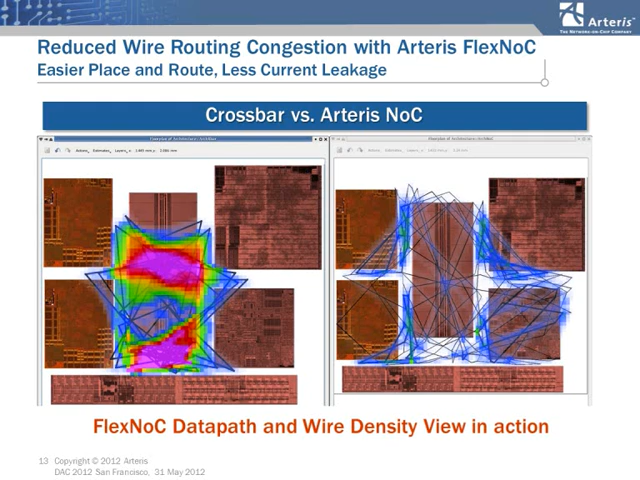 Arteris
THE NETWORK-ON-CHIP COMPANY
Reduced Wire Routing Congestion with Arteris FlexNoC
Easier Place and Route, Less Current Leakage
Crossbar vs. Arteris NoC
FlexNoC Datapath and Wire Density View in action
13 Copyright © 2012 Arteris
DAC 2012 San Francisco, 31 May 2012